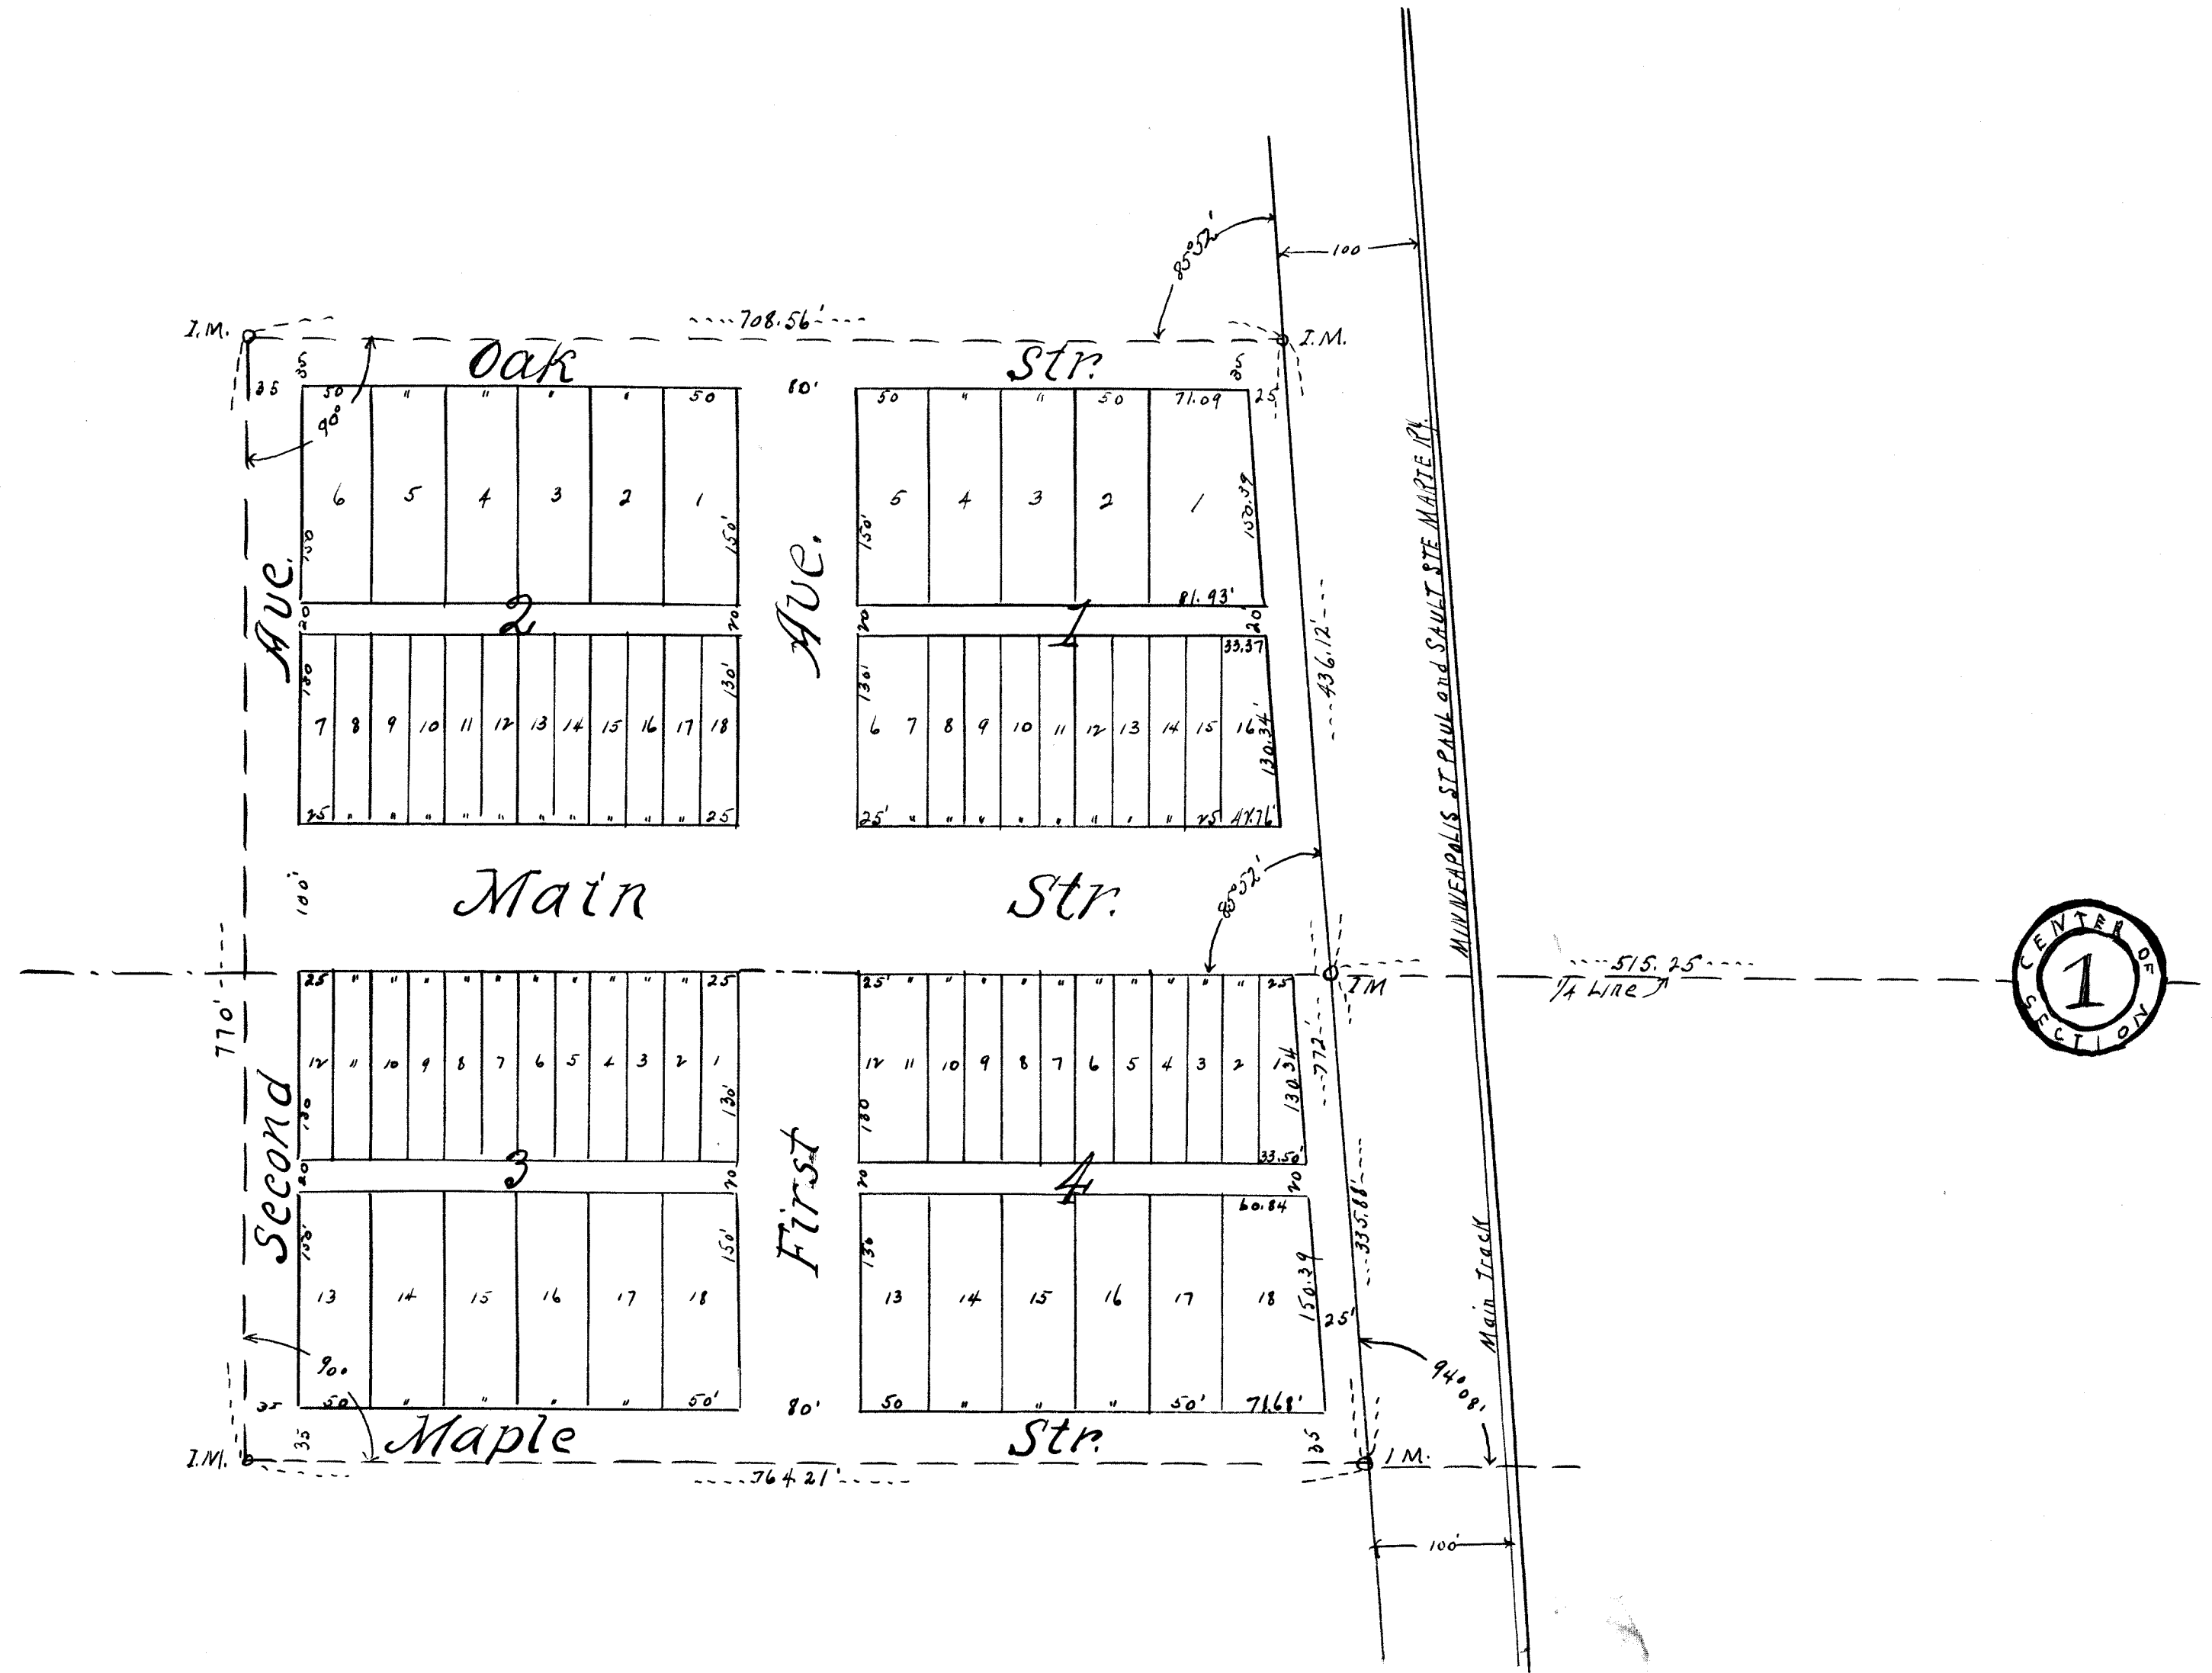 85°52'
100
I.M. 708.56' I.M.
Oak Str.
35 35 80' 35 25
50 " " " " 50
50 " " 50 71.09
90°
6 5 4 3 2 1
5 4 3 2 1
150 150' 150' 150.39
81.93'
Ave. Ave.
20 2 20 20 1 20'
33.37
436.12'
MINNEAPOLIS ST PAUL and SAULT STE MARIE RY.
130 130' 130' 130.34'
7 8 9 10 11 12 13 14 15 16 17 18
6 7 8 9 10 11 12 13 14 15 16
25 " " " " " " " " " " 25
25' " " " " " " " " 25 42.76'
100' Main Str.
85°52'
770'
I M
515.25
1/4 Line
CENTER OF SECTION NO
1
25 " " " " " " " " " " 25
25' " " " " " " " " " " 25
772'
12 " 10 9 8 7 6 5 4 3 2 1
12 11 10 9 8 7 6 5 4 3 2 1
130 130' 130 130.34
33.50'
Second First
20 3 20 20 4 20
60.84
335.88'
150' 150' 130 150.39
13 14 15 16 17 18
13 14 15 16 17 18
25'
Main Track
90°
94°08'
35 50 " " " " 50'
80'
50 " " " 50' 71.68'
35 Maple Str. 35
I.M. 764.21' I M.
100'